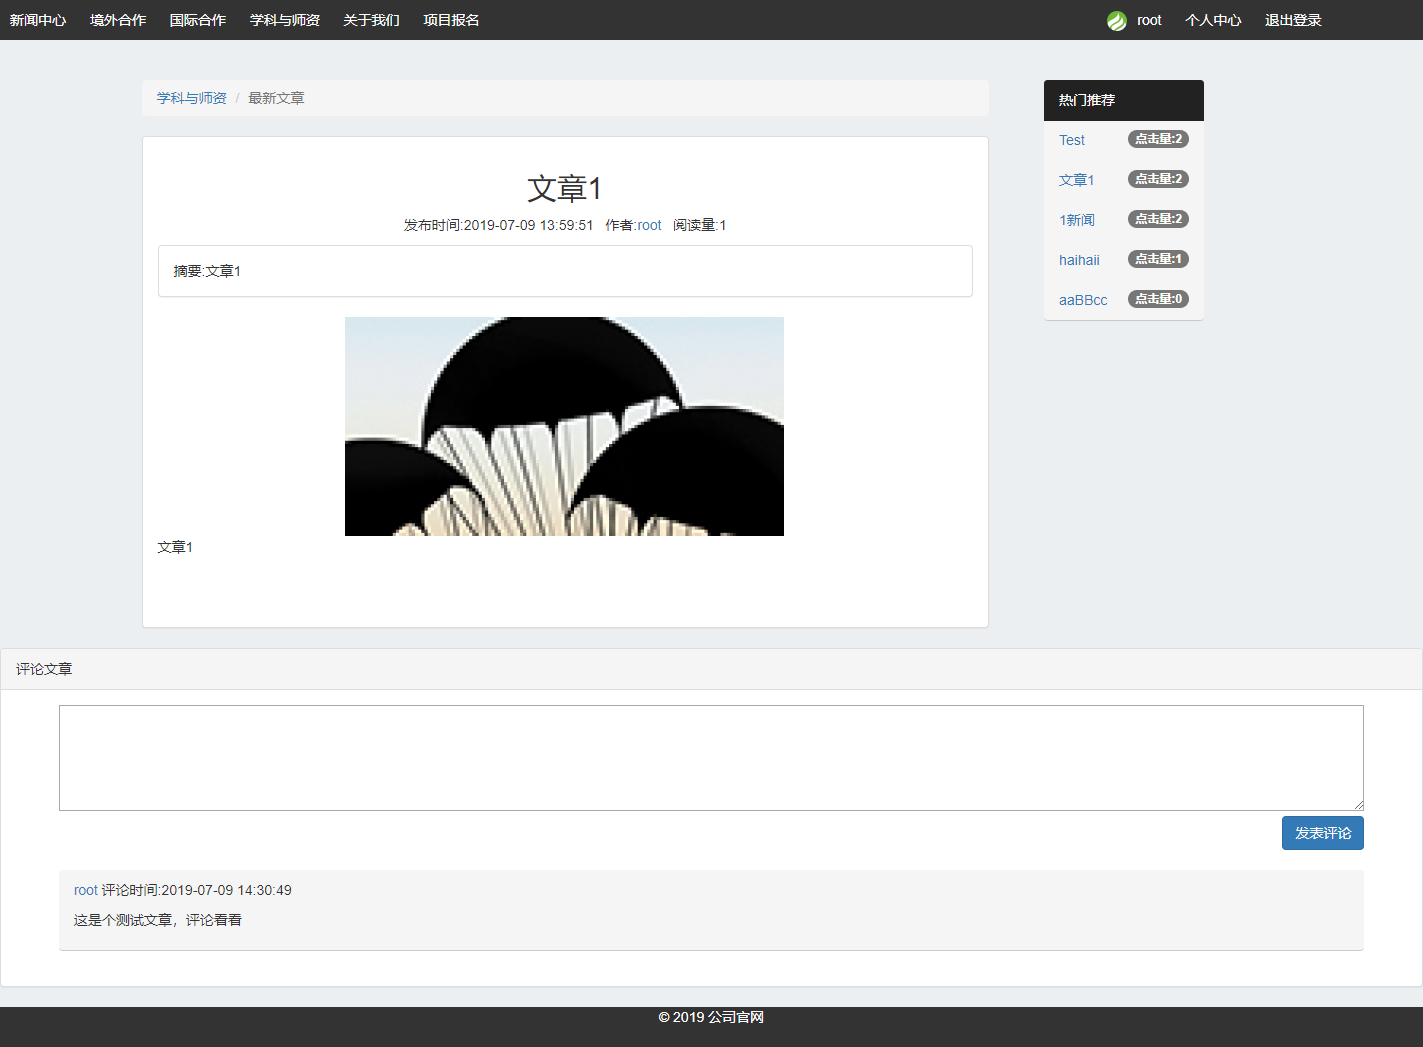 新闻中心 境外合作 国际合作 学科与师资 关于我们 项目报名 root 个人中心 退出登录
学科与师资 / 最新文章
文章1
发布时间:2019-07-09 13:59:51 作者:root 阅读量:1
摘要:文章1
文章1
热门推荐
Test 点击量:2
文章1 点击量:2
1新闻 点击量:2
haihaii 点击量:1
aaBBcc 点击量:0
评论文章
发表评论
root 评论时间:2019-07-09 14:30:49
这是个测试文章，评论看看
© 2019 公司官网